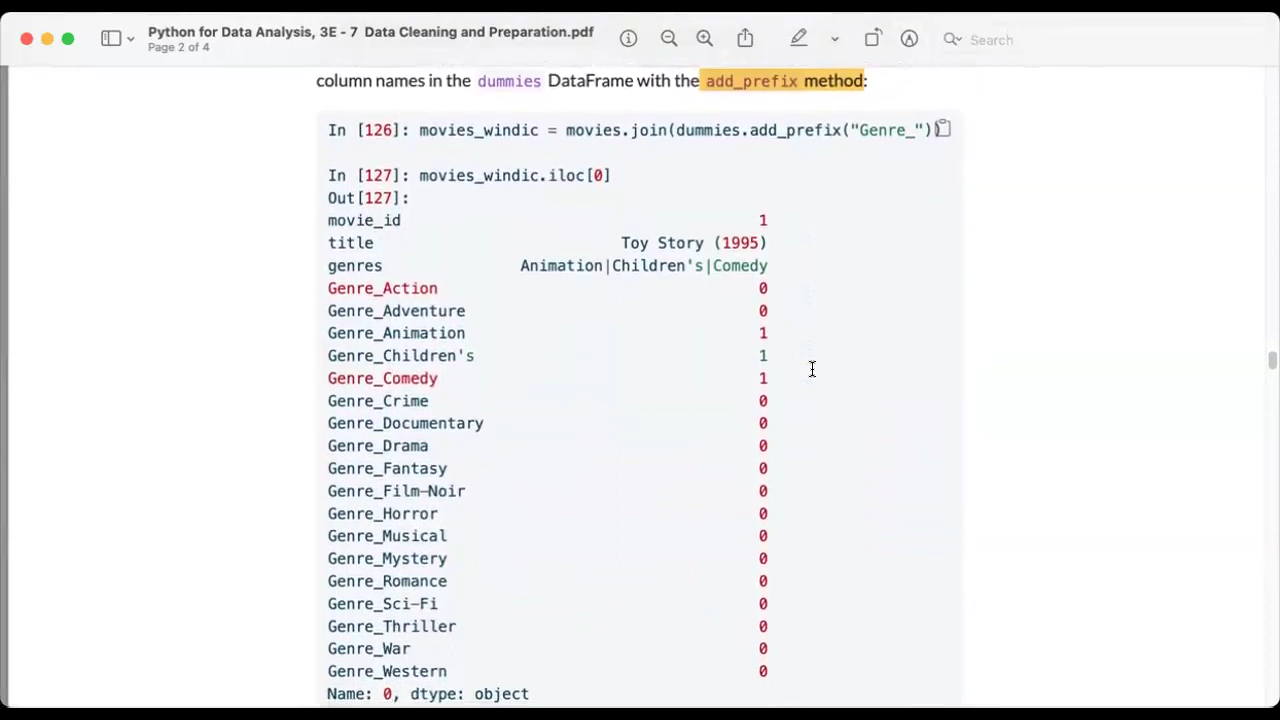 Python for Data Analysis, 3E - 7 Data Cleaning and Preparation.pdf
Page 2 of 4
Search
column names in the dummies DataFrame with the add_prefix method:
In [126]: movies_windic = movies.join(dummies.add_prefix("Genre_"))
In [127]: movies_windic.iloc[0]
Out[127]:
movie_id 1
title Toy Story (1995)
genres Animation|Children's|Comedy
Genre_Action 0
Genre_Adventure 0
Genre_Animation 1
Genre_Children's 1
Genre_Comedy 1
Genre_Crime 0
Genre_Documentary 0
Genre_Drama 0
Genre_Fantasy 0
Genre_Film-Noir 0
Genre_Horror 0
Genre_Musical 0
Genre_Mystery 0
Genre_Romance 0
Genre_Sci-Fi 0
Genre_Thriller 0
Genre_War 0
Genre_Western 0
Name: 0, dtype: object